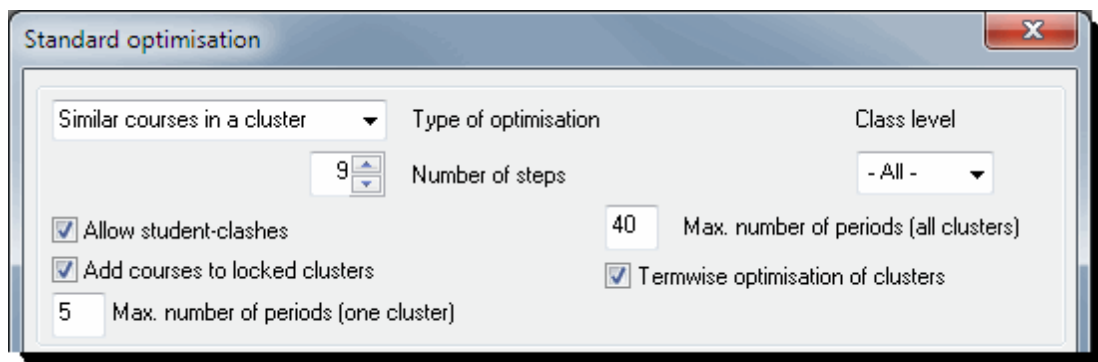 Standard optimisation
Similar courses in a cluster Type of optimisation Class level
9 Number of steps - All -
Allow student-clashes 40 Max. number of periods (all clusters)
Add courses to locked clusters Termwise optimisation of clusters
5 Max. number of periods (one cluster)